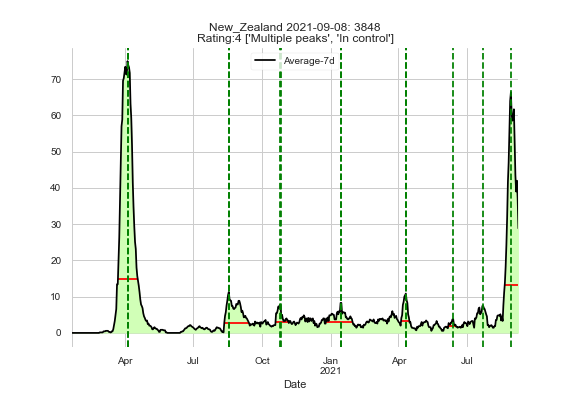 New_Zealand 2021-09-08: 3848
Rating:4 ['Multiple peaks', 'In control']
Average-7d
70
60
50
40
30
20
10
0
Apr Jul Oct Jan Apr Jul
2021
Date